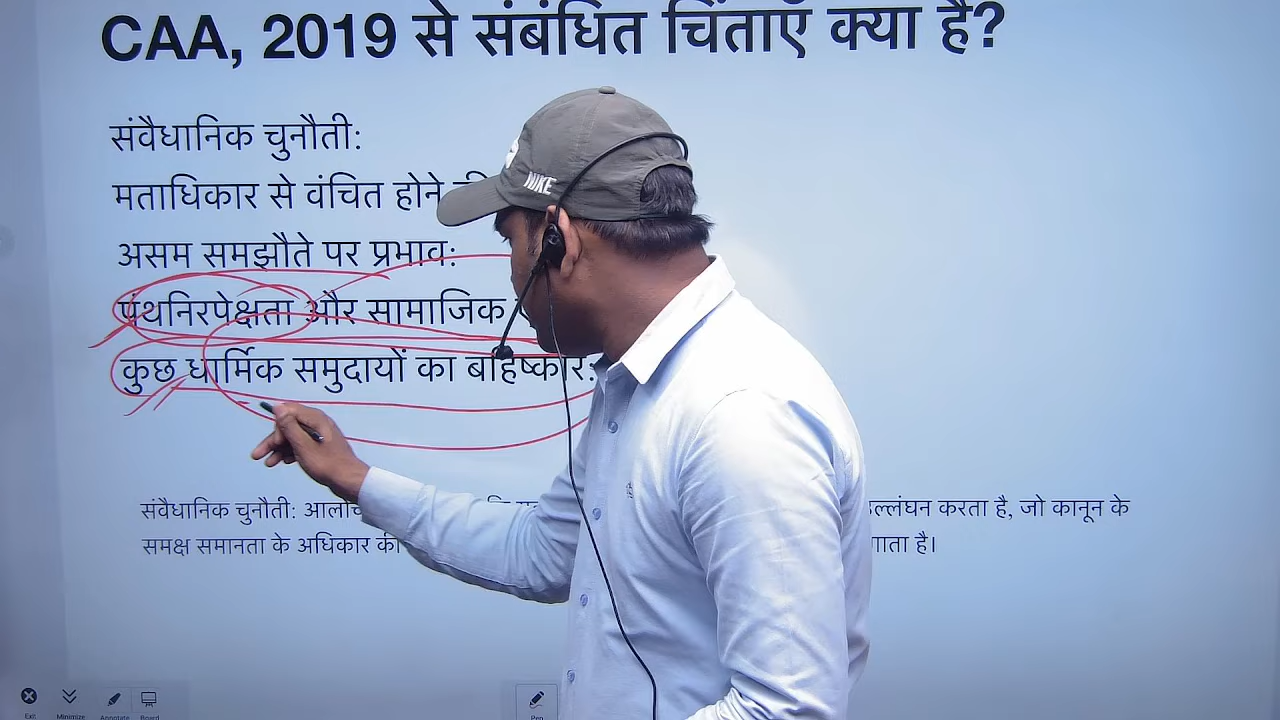 CAA, 2019 से संबंधित चिंताएँ क्या हैं?
संवैधानिक चुनौती:
मताधिकार से वंचित होने
NIKE
असम समझौते पर प्रभाव:
पंथनिरपेक्षता और सामाजिक
कुछ धार्मिक समुदायों का बहिष्कार:
संवैधानिक चुनौती: उल्लंघन करता है, जो कानून के
समक्ष समानता के अधिकार की है।
Exit Minimize Annotate Board Pen